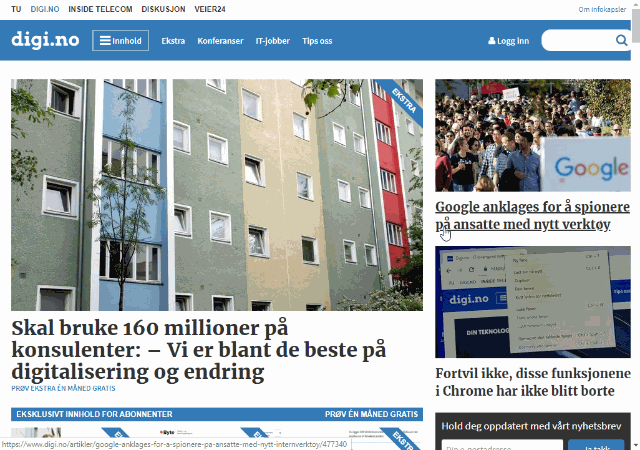 TU DIGI.NO INSIDE TELECOM DISKUSJON VEIER24 Om infokapsler
digi.no Innhold Ekstra Konferanser IT-jobber Tips oss Logg inn
EKSTRA
Google
Google anklages for å spionere
på ansatte med nytt verktøy
Skal bruke 160 millioner på
konsulenter: – Vi er blant de beste på
digitalisering og endring
PRØV EKSTRA ÉN MÅNED GRATIS
digi.no
DIN TEKNOLOG
Tips oss
Fortvil ikke, disse funksjonene
i Chrome har ikke blitt borte
EKSKLUSIVT INNHOLD FOR ABONNENTER PRØV ÉN MÅNED GRATIS
EKSTRA
Hold deg oppdatert med vårt nyhetsbrev
Din e-postadresse Ja takk
https://www.digi.no/artikler/google-anklages-for-a-spionere-pa-ansatte-med-nytt-internverktoy/477340